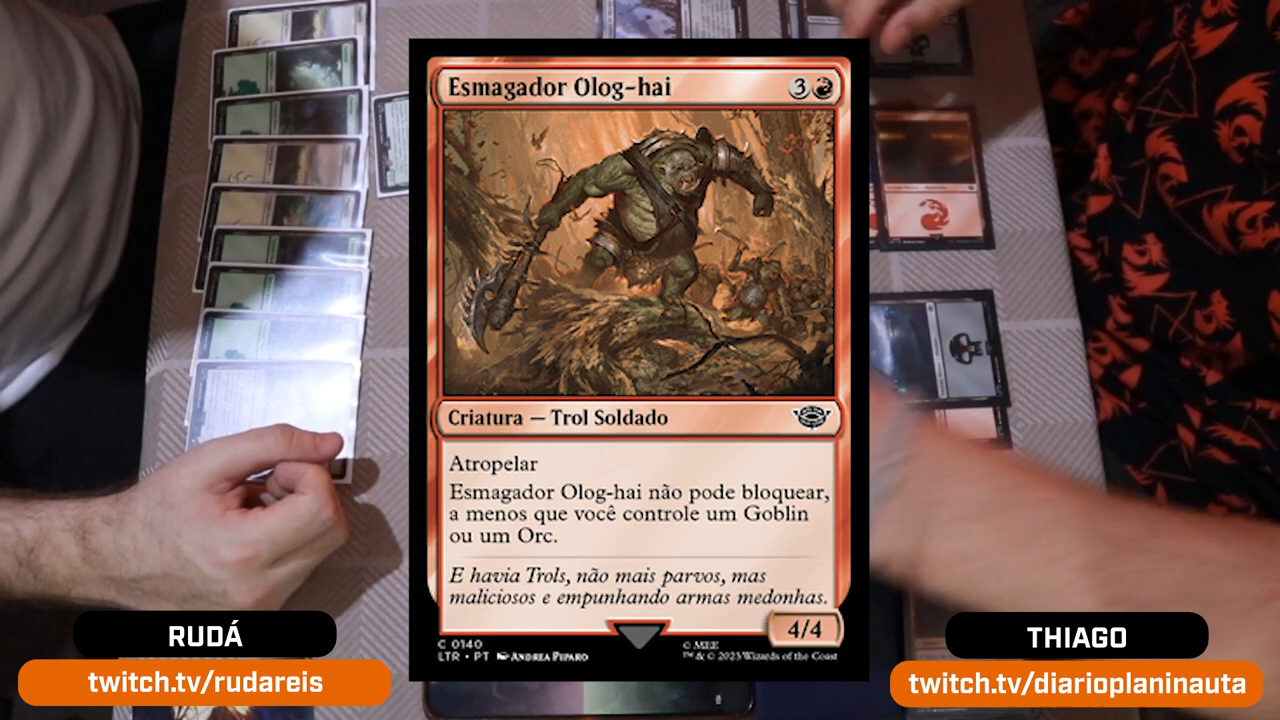 Esmagador Olog-hai
3
Criatura — Trol Soldado
Atropelar
Esmagador Olog-hai não pode bloquear,
a menos que você controle um Goblin
ou um Orc.
E havia Trols, não mais parvos, mas
maliciosos e empunhando armas medonhas.
4/4
C 0140
LTR • PT ANDREA PIPARO
© MEE
™ & © 2023 Wizards of the Coast
RUDÁ
twitch.tv/rudareis
THIAGO
twitch.tv/diarioplaninauta